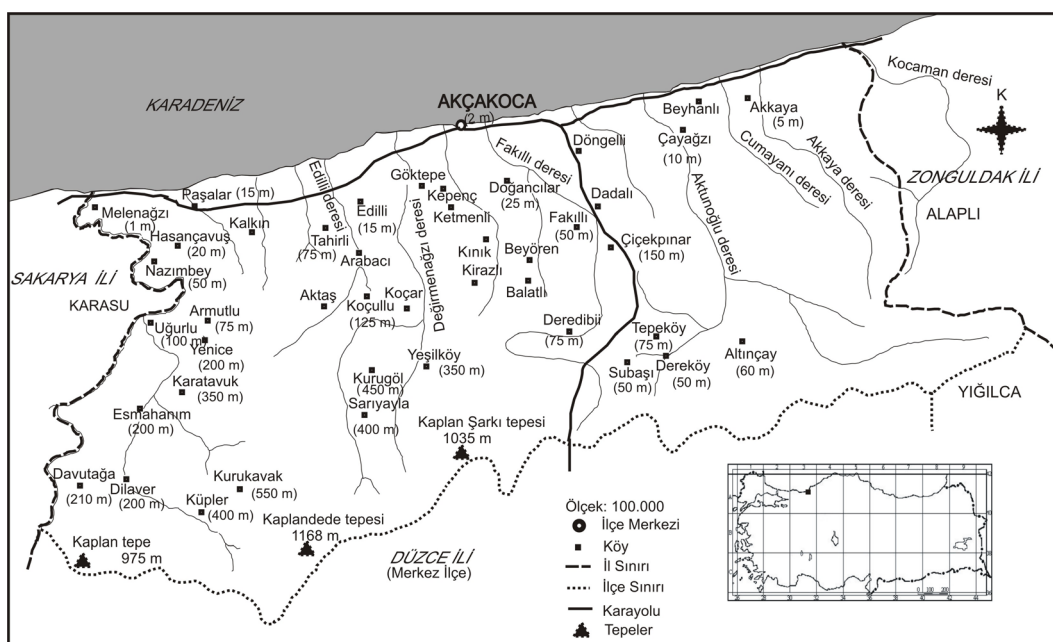 Kocaman deresi
K
KARADENİZ
AKÇAKOCA
(2 m)
Beyhanlı
Akkaya
(5 m)
Çayağzı
(10 m)
Cumayanı deresi
Akkaya deresi
ZONGULDAK İLİ
ALAPLI
Döngelli
Fakıllı deresi
Aktunoğlu deresi
Göktepe
Kepenç
Ketmenli
Doğancılar
(25 m)
Dadalı
Fakıllı
(50 m)
Çiçekpınar
(150 m)
Paşalar
(15 m)
Edilli deresi
Edilli
(15 m)
Melenağzı
(1 m)
Kalkın
Hasançavuş
(20 m)
Tahirli
(75 m)
Arabacı
Değirmenağzı deresi
Kınık
Beyören
Kirazlı
Balatlı
Nazımbey
(50 m)
SAKARYA İLİ
KARASU
Aktaş
Koçullu
(125 m)
Koçar
Armutlu
(75 m)
Uğurlu
(100 m)
Yenice
(200 m)
Deredibii
(75 m)
Tepeköy
(75 m)
Subaşı
(50 m)
Dereköy
(50 m)
Altınçay
(60 m)
Yeşilköy
(350 m)
Kurugöl
(450 m)
Sarıyayla
(400 m)
Karatavuk
(350 m)
YIĞILCA
Esmahanım
(200 m)
Kaplan Şarkı tepesi
1035 m
Davutağa
(210 m)
Dilaver
(200 m)
Kurukavak
(550 m)
Küpler
(400 m)
Kaplandede tepesi
1168 m
Kaplan tepe
975 m
DÜZCE İLİ
(Merkez İlçe)
Ölçek: 100.000
İlçe Merkezi
Köy
İl Sınırı
İlçe Sınırı
Karayolu
Tepeler